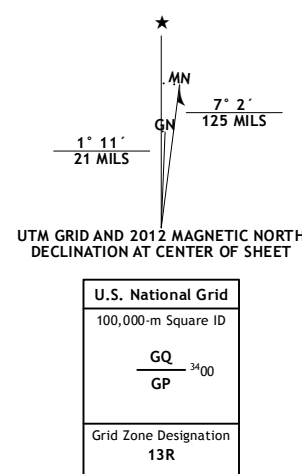 ★
MN
7° 2´
125 MILS
GN
1° 11´
21 MILS
UTM GRID AND 2012 MAGNETIC NORTH
DECLINATION AT CENTER OF SHEET
U.S. National Grid
100,000-m Square ID
GQ
3400
GP
Grid Zone Designation
13R